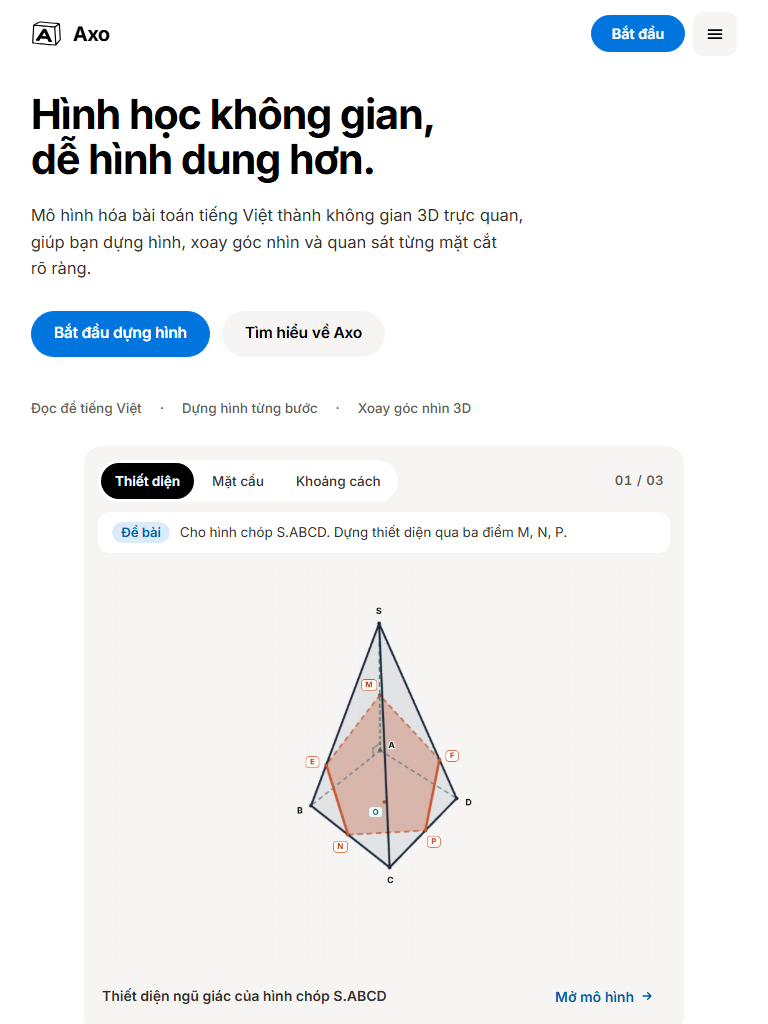 Axo
Bắt đầu
Hình học không gian,
dễ hình dung hơn.
Mô hình hóa bài toán tiếng Việt thành không gian 3D trực quan,
giúp bạn dựng hình, xoay góc nhìn và quan sát từng mặt cắt
rõ ràng.
Bắt đầu dựng hình
Tìm hiểu về Axo
Đọc đề tiếng Việt · Dựng hình từng bước · Xoay góc nhìn 3D
Thiết diện Mặt cầu Khoảng cách 01 / 03
Đề bài Cho hình chóp S.ABCD. Dựng thiết diện qua ba điểm M, N, P.
S
M
A
F
E
D
B
O
P
N
C
Thiết diện ngũ giác của hình chóp S.ABCD
Mở mô hình →